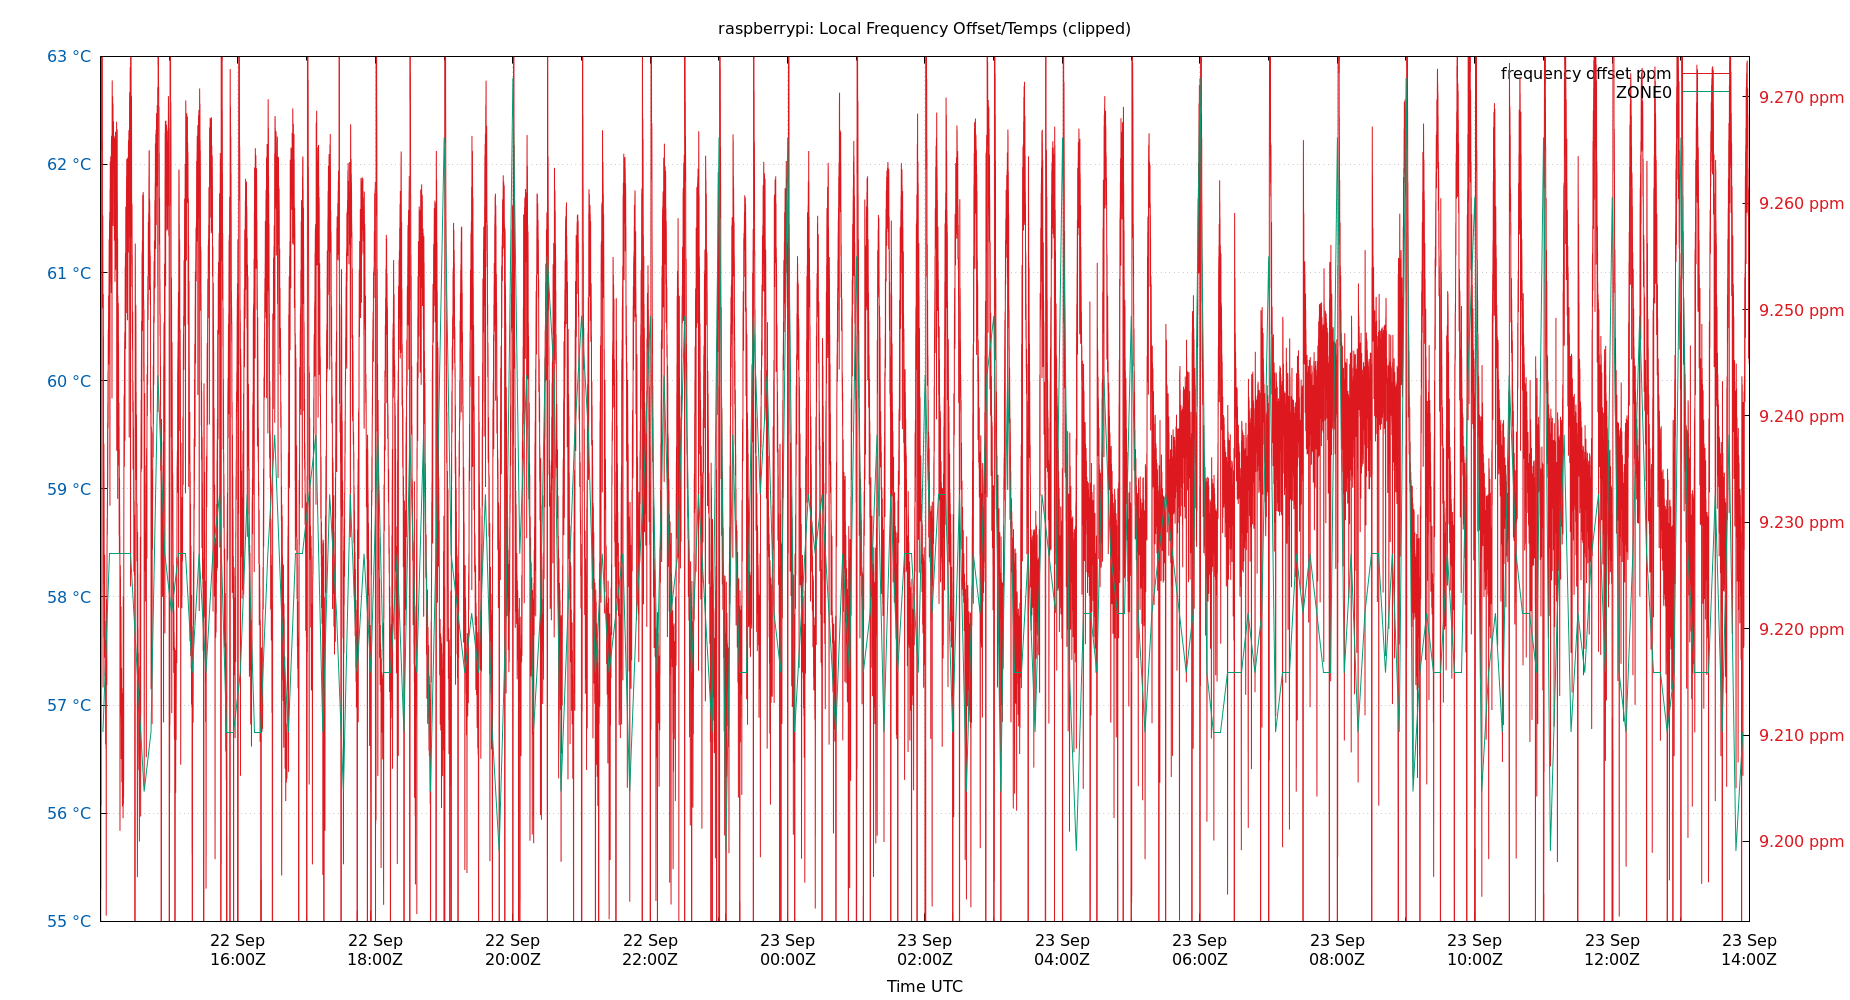 raspberrypi: Local Frequency Offset/Temps (clipped)
63 °C
62 °C
61 °C
60 °C
59 °C
58 °C
57 °C
56 °C
55 °C
frequency offset ppm
ZONE0
9.270 ppm
9.260 ppm
9.250 ppm
9.240 ppm
9.230 ppm
9.220 ppm
9.210 ppm
9.200 ppm
22 Sep 22 Sep 22 Sep 22 Sep 23 Sep 23 Sep 23 Sep 23 Sep 23 Sep 23 Sep 23 Sep 23 Sep
16:00Z 18:00Z 20:00Z 22:00Z 00:00Z 02:00Z 04:00Z 06:00Z 08:00Z 10:00Z 12:00Z 14:00Z
Time UTC